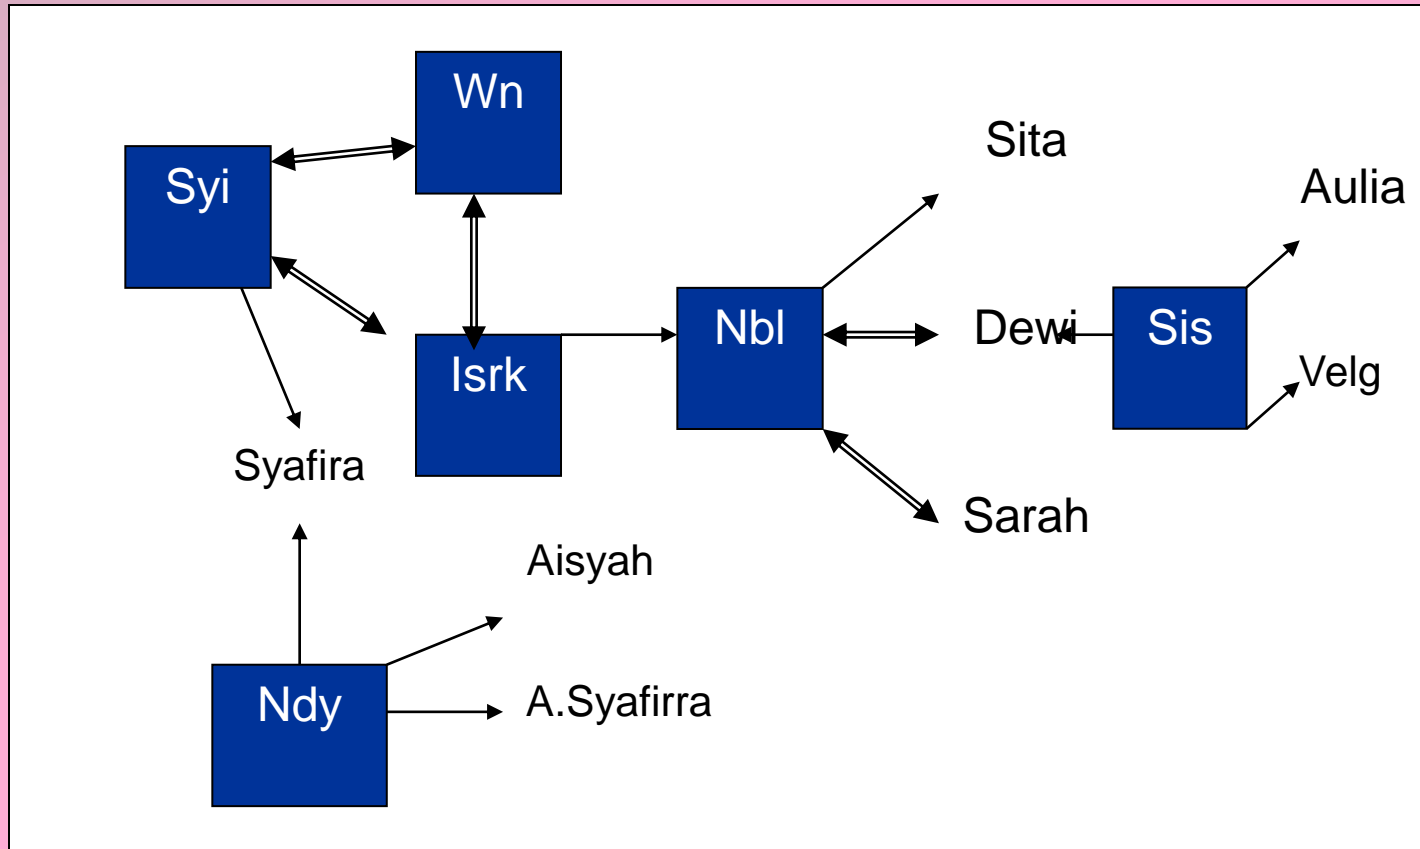 Wn
Sita
Syi
Aulia
Nbl
Dewi
Sis
Isrk
Velg
Syafira
Sarah
Aisyah
Ndy
A.Syafirra